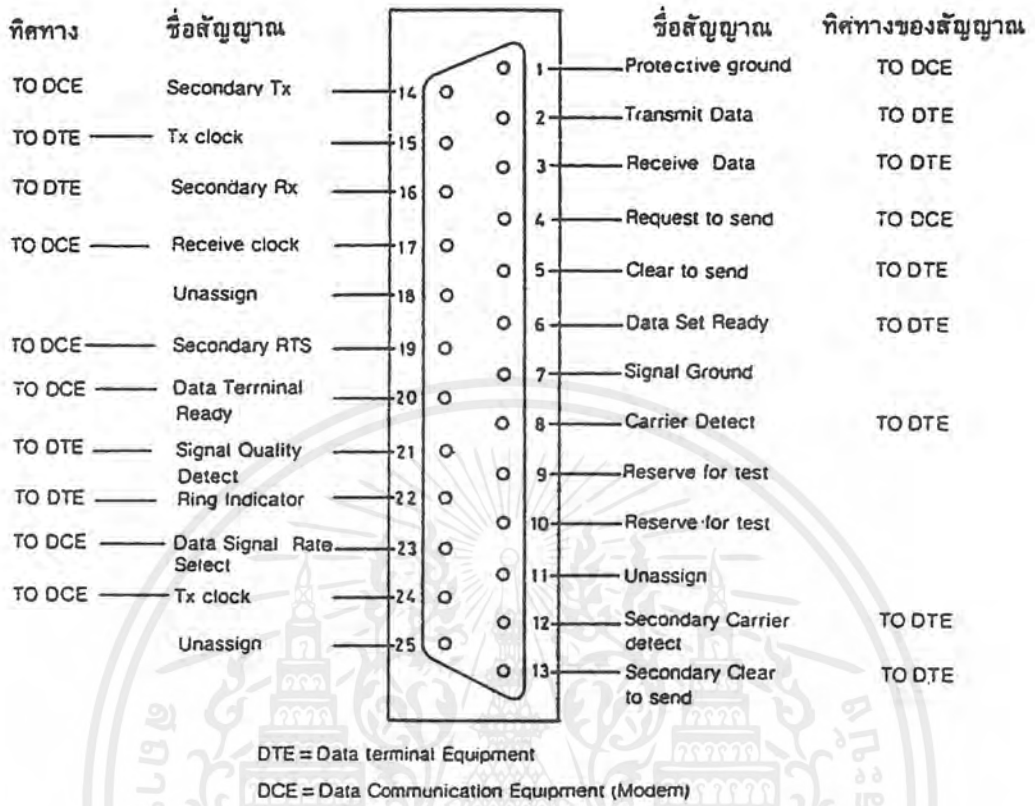 ทิศทาง ชื่อสัญญาณ ชื่อสัญญาณ ทิศทางของสัญญาณ
TO DCE Secondary Tx 14 1 Protective ground TO DCE
TO DTE Tx clock 15 2 Transmit Data TO DTE
TO DTE Secondary Rx 16 3 Receive Data TO DTE
TO DCE Receive clock 17 4 Request to send TO DCE
Unassign 18 5 Clear to send TO DTE
TO DCE Secondary RTS 19 6 Data Set Ready TO DTE
TO DCE Data Terminal 20 7 Signal Ground
Ready
TO DTE Signal Quality 21 8 Carrier Detect TO DTE
Detect
TO DTE Ring Indicator 22 9 Reserve for test
TO DCE Data Signal Rate 23 10 Reserve for test
Select
TO DCE Tx clock 24 11 Unassign
Unassign 25 12 Secondary Carrier TO DTE
detect
13 Secondary Clear TO DTE
to send
DTE = Data terminal Equipment
DCE = Data Communication Equipment (Modem)